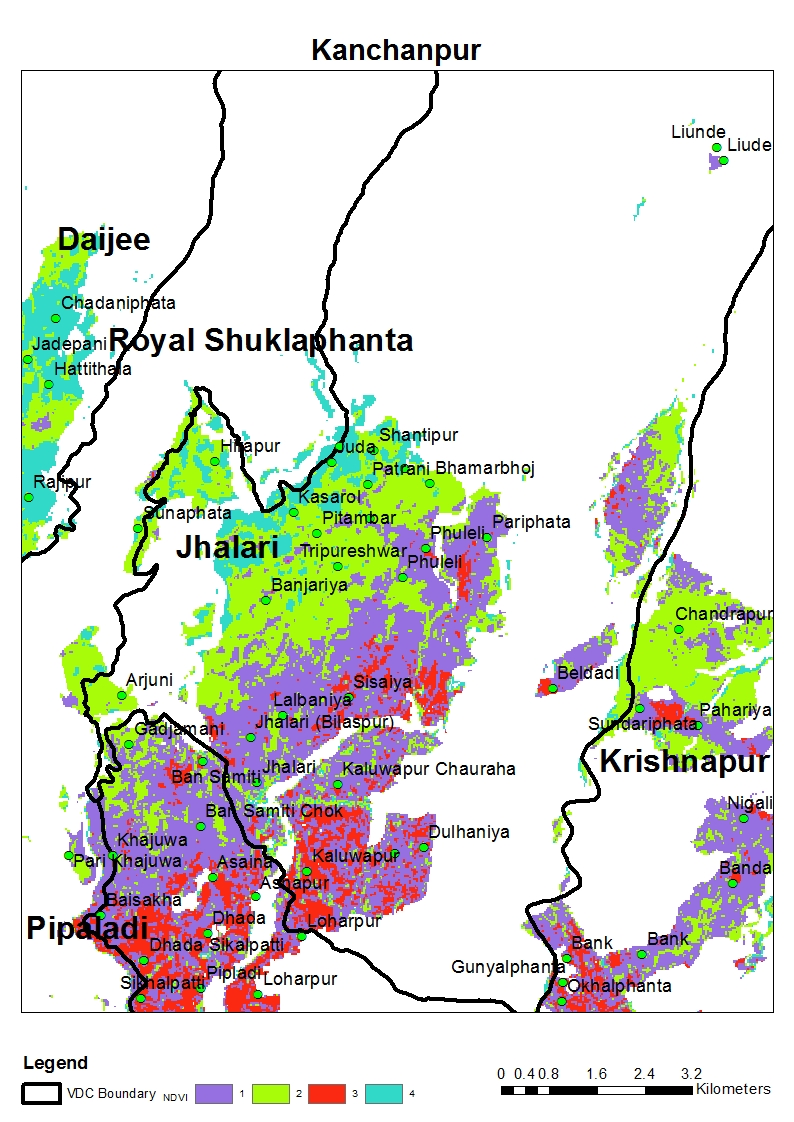 Kanchanpur
Liunde
Liude
Daijee
Chadaniphata
Jadepani
Royal Shuklaphanta
Hattithala
Hirapur
Juda
Shantipur
Patrani
Bhamarbhoj
Rajipur
Kasarol
Sunaphata
Pitambar
Pariphata
Phuleli
Jhalari
Tripureshwar
Phuleli
Banjariya
Chandrapur
Beldadi
Arjuni
Sisaiya
Lalbaniya
Pahariya
Sundariphata
Jhalari (Bilaspur)
Gadjamani
Krishnapur
Jhalari
Kaluwapur Chauraha
Ban Samiti
Nigali
Ban Samiti Chok
Dulhaniya
Khajuwa
Pari Khajuwa
Asaina
Kaluwapur
Banda
Asnapur
Baisakha
Dhada
Loharpur
Pipaladi
Dhada Sikalpatti
Bank
Bank
Gunyalphanta
Pipladi
Loharpur
Sikhalpatti
Okhalphanta
Legend
VDC Boundary NDVI 1 2 3 4
0 0.4 0.8 1.6 2.4 3.2
Kilometers